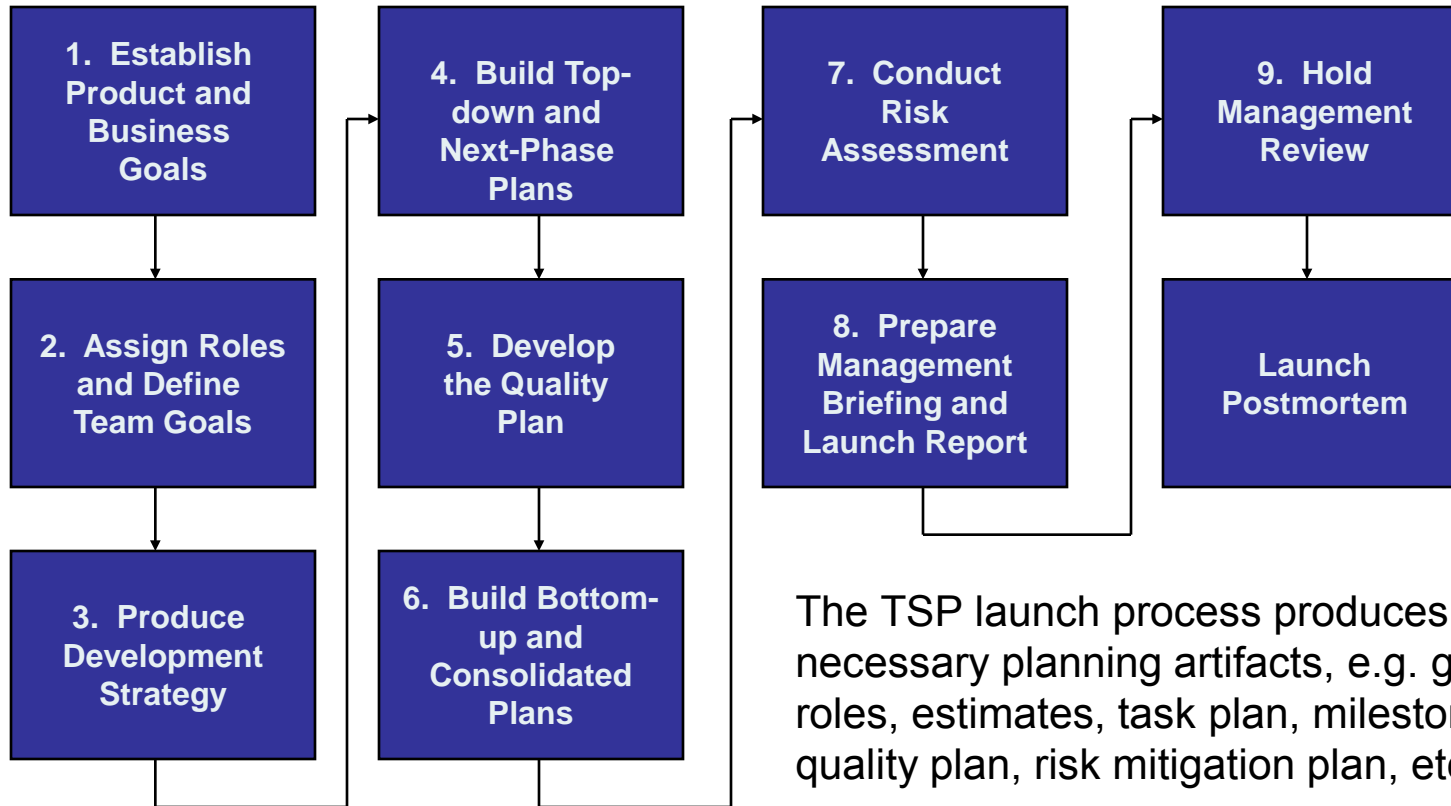 1. Establish
Product and
Business
Goals
2. Assign Roles
and Define
Team Goals
3. Produce
Development
Strategy
4. Build Top-
down and
Next-Phase
Plans
5. Develop
the Quality
Plan
6. Build Bottom-
up and
Consolidated
Plans
7. Conduct
Risk
Assessment
8. Prepare
Management
Briefing and
Launch Report
9. Hold
Management
Review
Launch
Postmortem
The TSP launch process produces
necessary planning artifacts, e.g.
roles, estimates, task plan,
quality plan, risk mitigation plan,